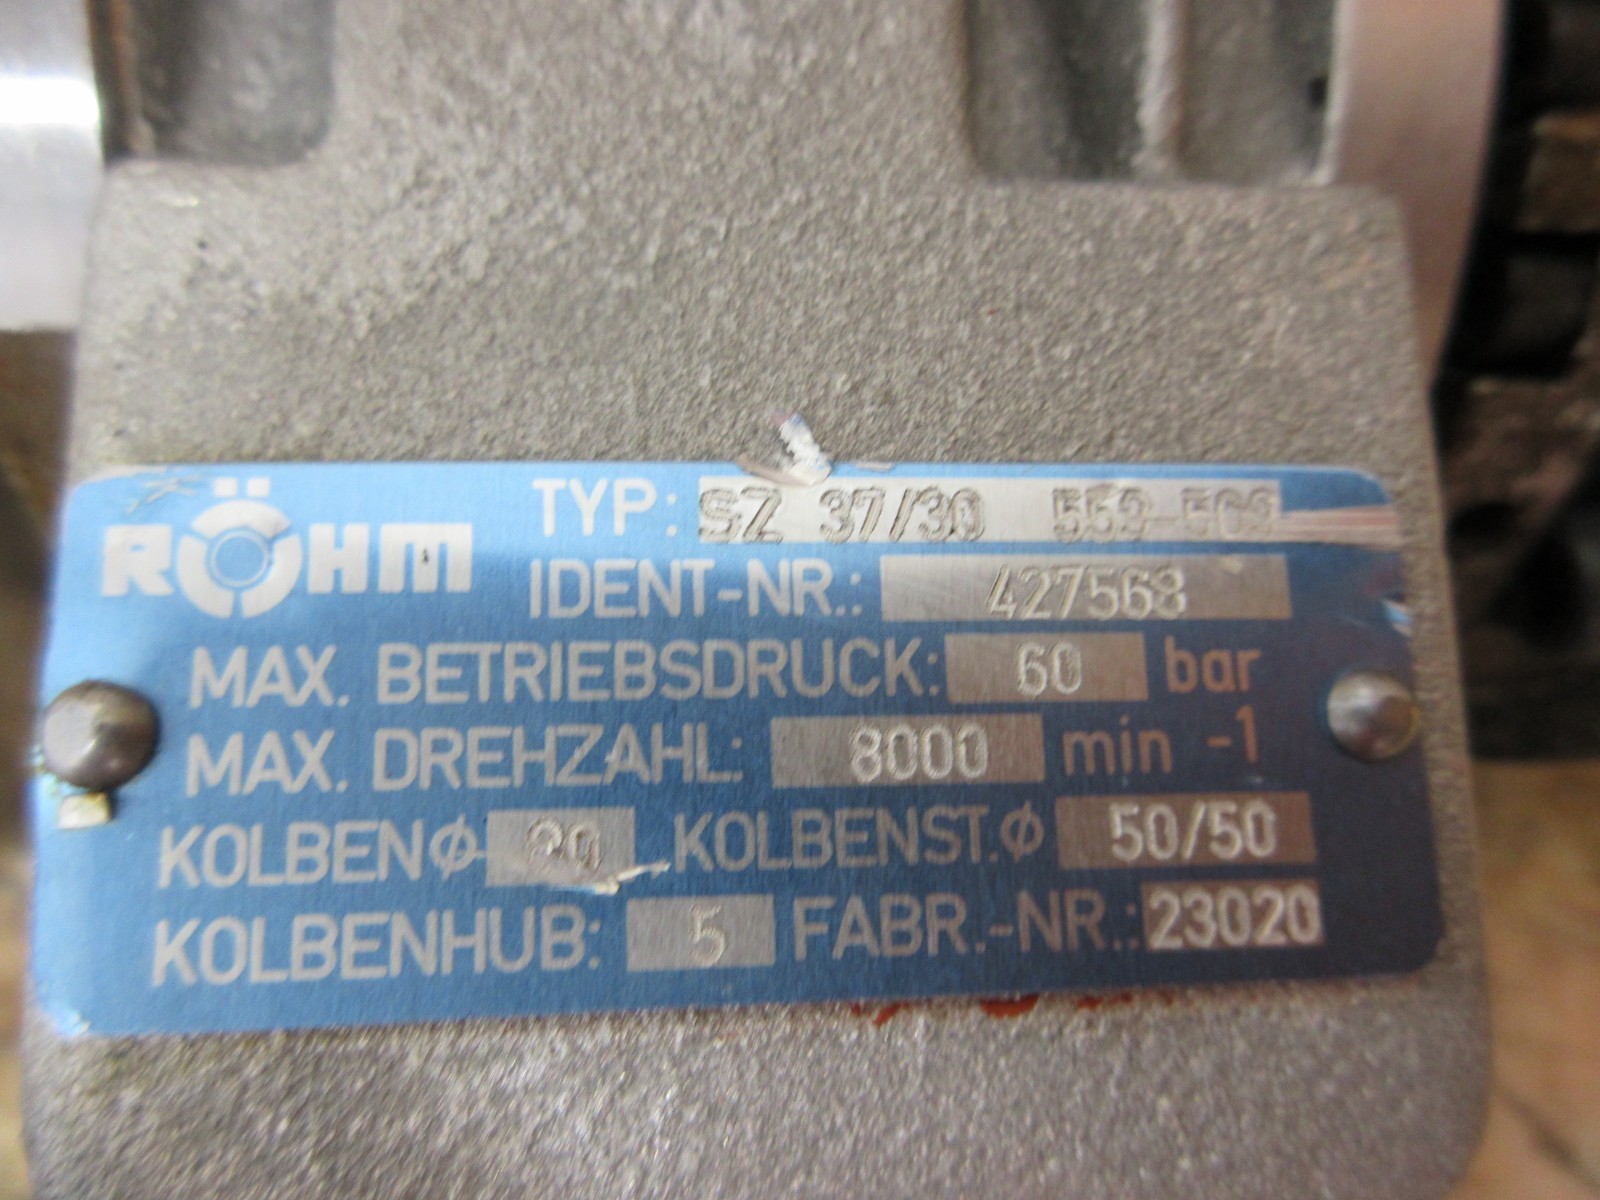 RÖHM
TYP: SZ 37/30
IDENT-NR.: 427568
MAX. BETRIEBSDRUCK: 60 bar
MAX. DREHZAHL: 8000 min -1
KOLBENϕ KOLBENST.ϕ 50/50
KOLBENHUB: 5 FABR.-NR.: 23020